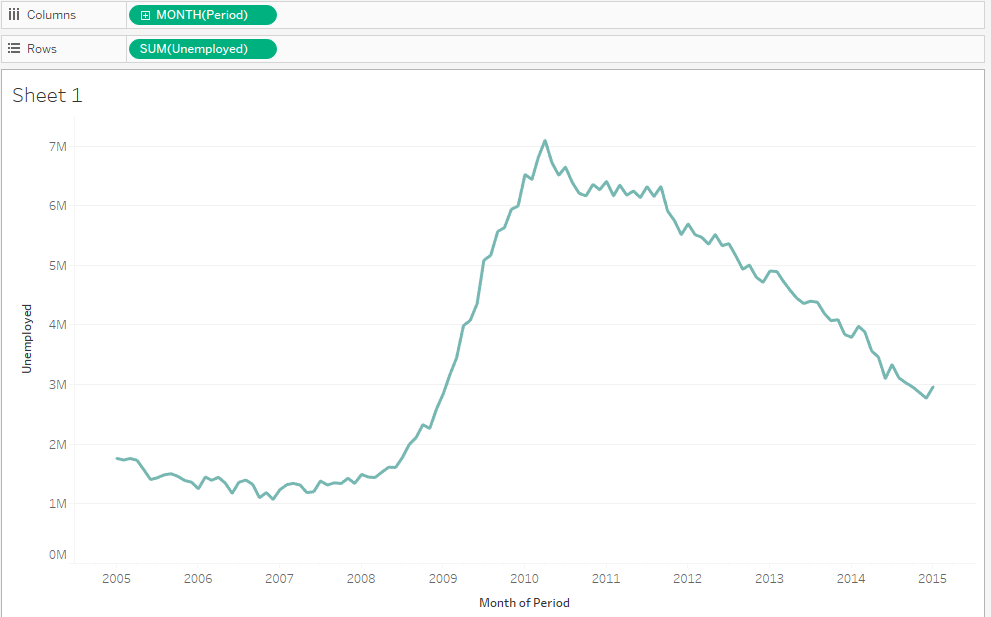 Columns
MONTH(Period)
Rows
SUM(Unemployed)
Sheet 1
7M
6M
5M
4M
3M
2M
1M
0M
Unemployed
2005 2006 2007 2008 2009 2010 2011 2012 2013 2014 2015
Month of Period